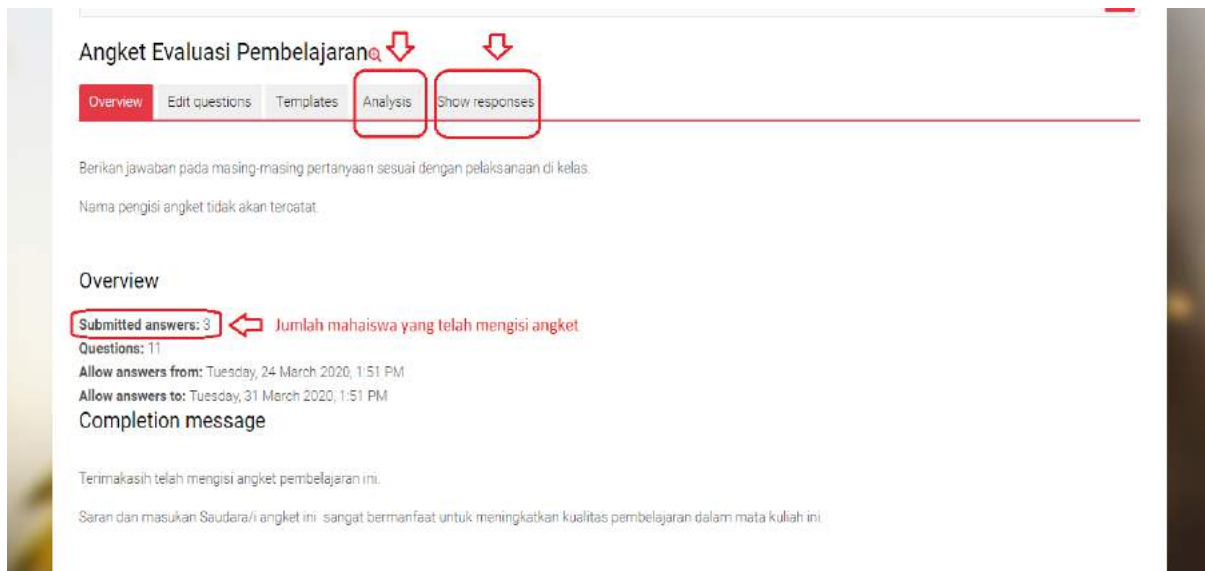 Angket Evaluasi Pembelajaran
Overview Edit questions Templates Analysis Show responses
Berikan jawaban pada masing-masing pertanyaan sesuai dengan pelaksanaan di kelas.
Nama pengisi angket tidak akan tercatat.
Overview
Submitted answers: 3 Jumlah mahaiswa yang telah mengisi angket
Questions: 11
Allow answers from: Tuesday, 24 March 2020, 1:51 PM
Allow answers to: Tuesday, 31 March 2020, 1:51 PM
Completion message
Terimakasih telah mengisi angket pembelajaran ini.
Saran dan masukan Saudara/i angket ini sangat bermanfaat untuk meningkatkan kualitas pembelajaran dalam mata kuliah ini.